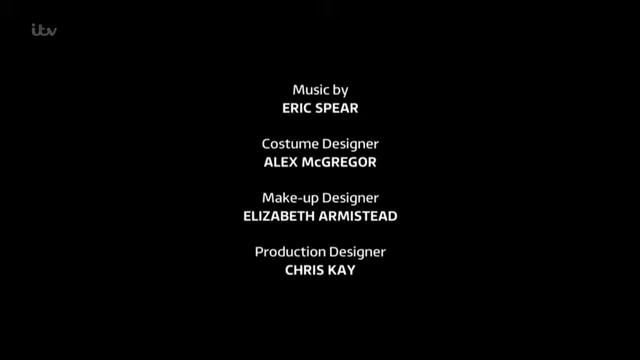 itv
Music by
ERIC SPEAR
Costume Designer
ALEX McGREGOR
Make-up Designer
ELIZABETH ARMISTEAD
Production Designer
CHRIS KAY